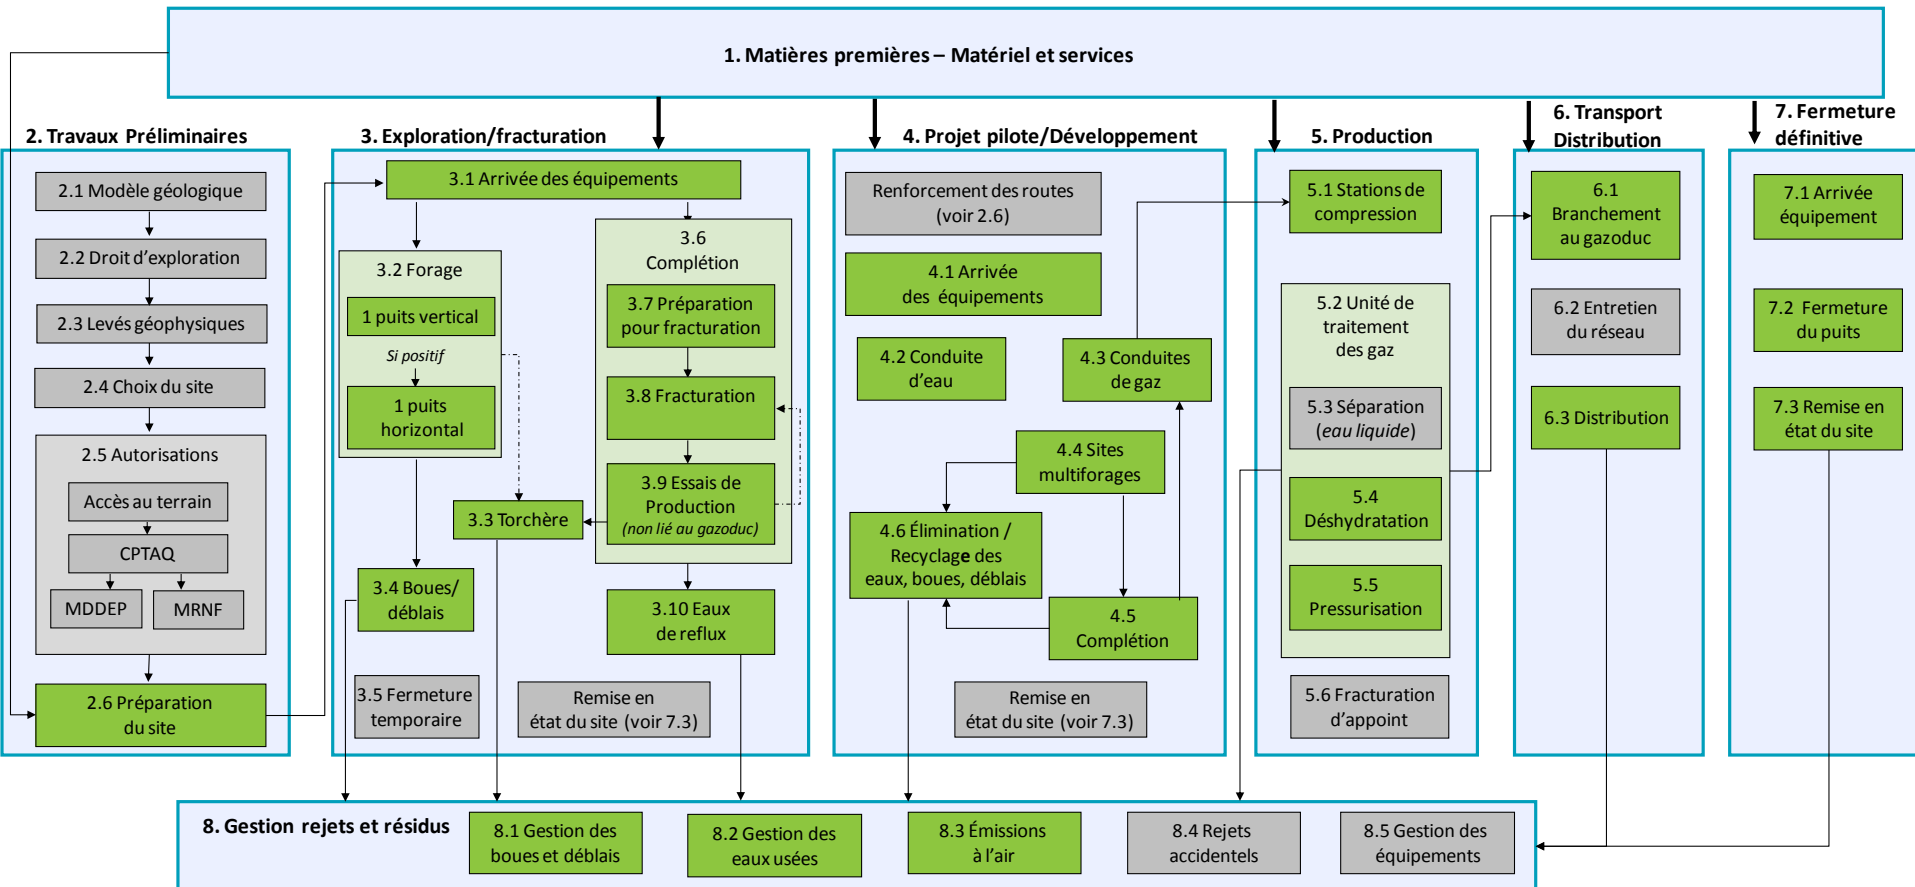 1. Matières premières – Matériel et services
2. Travaux Préliminaires
2.1 Modèle géologique
2.2 Droit d’exploration
2.3 Levés géophysiques
2.4 Choix du site
2.5 Autorisations
Accès au terrain
CPTAQ
MDDEP
MRNF
2.6 Préparation
du site
3. Exploration/fracturation
3.1 Arrivée des équipements
3.2 Forage
1 puits vertical
Si positif
1 puits
horizontal
3.3 Torchère
3.4 Boues/
déblais
3.5 Fermeture
temporaire
3.6
Complétion
3.7 Préparation
pour fracturation
3.8 Fracturation
3.9 Essais de
Production
(non lié au gazoduc)
3.10 Eaux
de reflux
Remise en
état du site (voir 7.3)
4. Projet pilote/Développement
Renforcement des routes
(voir 2.6)
4.1 Arrivée
des équipements
4.2 Conduite
d’eau
4.3 Conduites
de gaz
4.4 Sites
multiforages
4.6 Élimination /
Recyclage des
eaux, boues, déblais
4.5
Complétion
Remise en
état du site (voir 7.3)
5. Production
5.1 Stations de
compression
5.2 Unité de
traitement
des gaz
5.3 Séparation
(eau liquide)
5.4
Déshydratation
5.5
Pressurisation
5.6 Fracturation
d’appoint
6. Transport
Distribution
6.1
Branchement
au gazoduc
6.2 Entretien
du réseau
6.3 Distribution
7. Fermeture
définitive
7.1 Arrivée
équipement
7.2 Fermeture
du puits
7.3 Remise en
état du site
8. Gestion rejets et résidus
8.1 Gestion des
boues et déblais
8.2 Gestion des
eaux usées
8.3 Émissions
à l’air
8.4 Rejets
accidentels
8.5 Gestion des
équipements